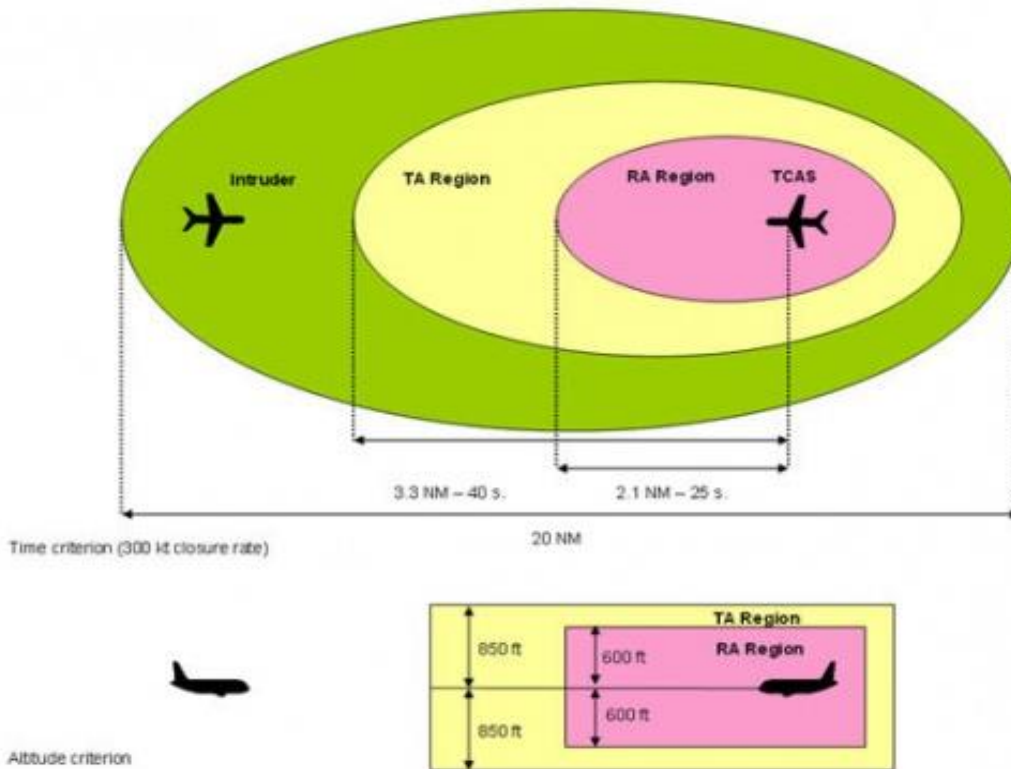 Intruder
TA Region
RA Region
TCAS
3.3 NM – 40 s.
2.1 NM – 25 s.
20 NM
Time criterion (300 kt closure rate)
TA Region
RA Region
850 ft
600 ft
600 ft
850 ft
Altitude criterion